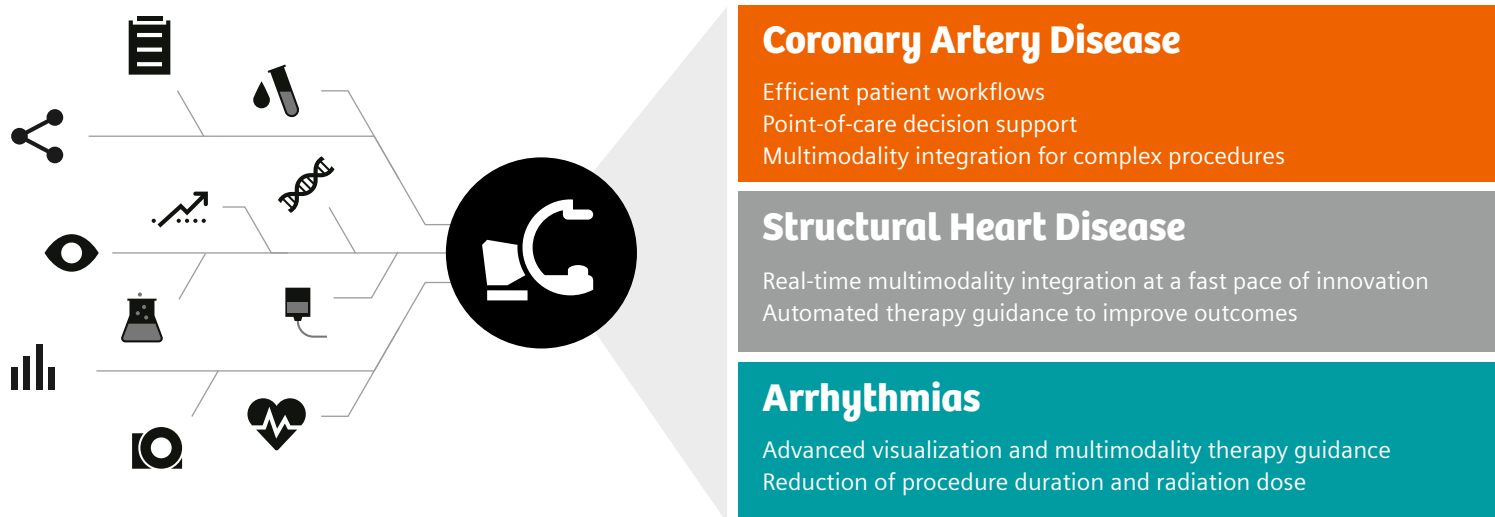 Coronary Artery Disease
Efficient patient workflows
Point-of-care decision support
Multimodality integration for complex procedures
Structural Heart Disease
Real-time multimodality integration at a fast pace of innovation
Automated therapy guidance to improve outcomes
Arrhythmias
Advanced visualization and multimodality therapy guidance
Reduction of procedure duration and radiation dose